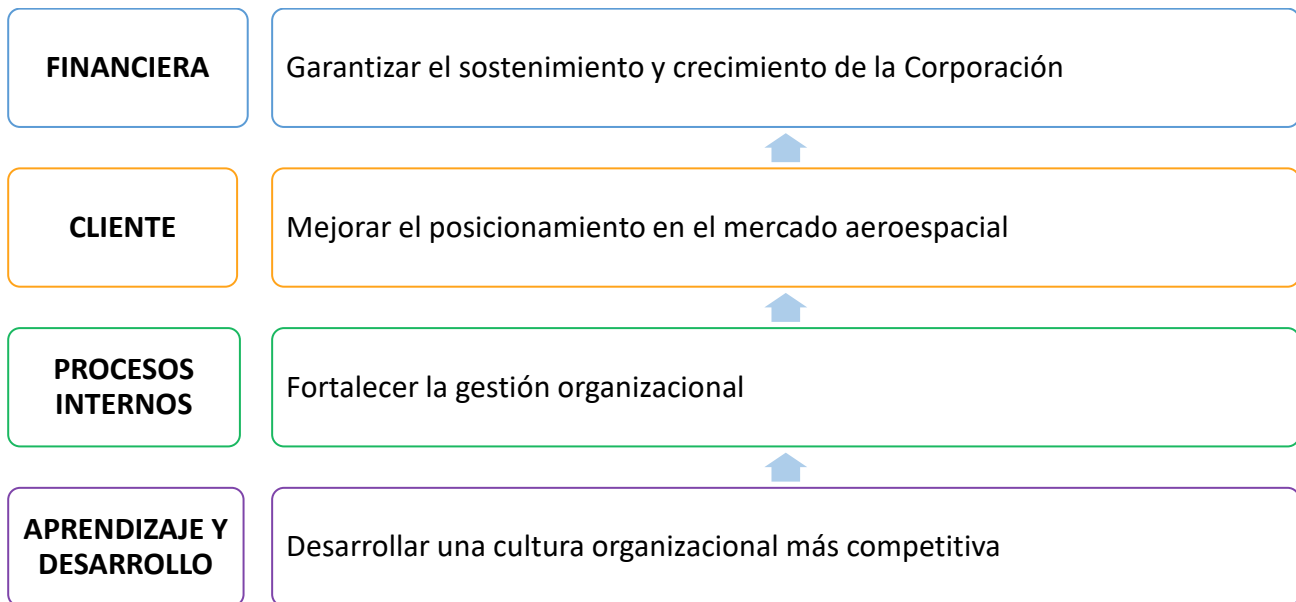 FINANCIERA
Garantizar el sostenimiento y crecimiento de la Corporación
CLIENTE
Mejorar el posicionamiento en el mercado aeroespacial
PROCESOS
INTERNOS
Fortalecer la gestión organizacional
APRENDIZAJE Y
DESARROLLO
Desarrollar una cultura organizacional más competitiva